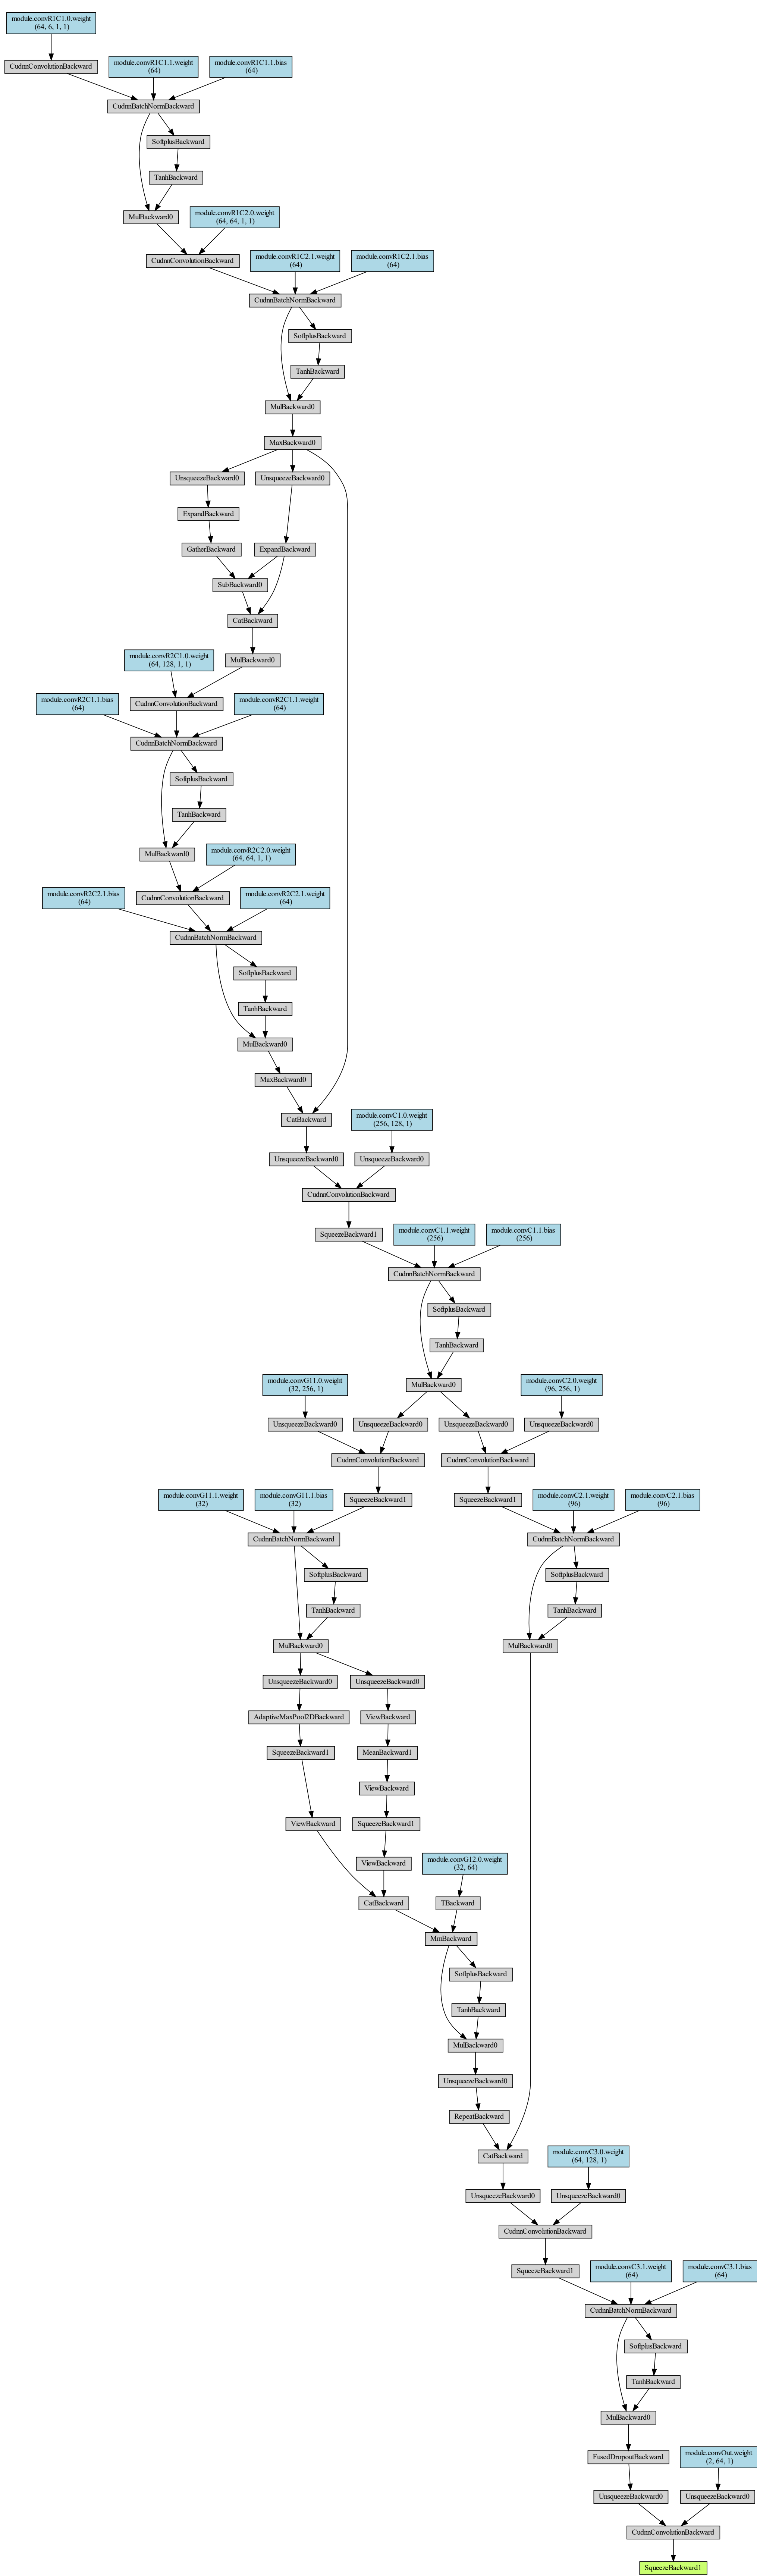 module.convR1C1.0.weight
(64, 6, 1, 1)
CudnnConvolutionBackward
module.convR1C1.1.weight
(64)
module.convR1C1.1.bias
(64)
CudnnBatchNormBackward
SoftplusBackward
TanhBackward
MulBackward0
module.convR1C2.0.weight
(64, 64, 1, 1)
CudnnConvolutionBackward
module.convR1C2.1.weight
(64)
module.convR1C2.1.bias
(64)
CudnnBatchNormBackward
SoftplusBackward
TanhBackward
MulBackward0
MaxBackward0
UnsqueezeBackward0
UnsqueezeBackward0
ExpandBackward
GatherBackward
ExpandBackward
SubBackward0
CatBackward
module.convR2C1.0.weight
(64, 128, 1, 1)
MulBackward0
module.convR2C1.1.bias
(64)
CudnnConvolutionBackward
module.convR2C1.1.weight
(64)
CudnnBatchNormBackward
SoftplusBackward
TanhBackward
MulBackward0
module.convR2C2.0.weight
(64, 64, 1, 1)
module.convR2C2.1.bias
(64)
CudnnConvolutionBackward
module.convR2C2.1.weight
(64)
CudnnBatchNormBackward
SoftplusBackward
TanhBackward
MulBackward0
MaxBackward0
CatBackward
module.convC1.0.weight
(256, 128, 1)
UnsqueezeBackward0
UnsqueezeBackward0
CudnnConvolutionBackward
SqueezeBackward1
module.convC1.1.weight
(256)
module.convC1.1.bias
(256)
CudnnBatchNormBackward
SoftplusBackward
TanhBackward
MulBackward0
module.convG11.0.weight
(32, 256, 1)
module.convC2.0.weight
(96, 256, 1)
UnsqueezeBackward0
UnsqueezeBackward0
UnsqueezeBackward0
UnsqueezeBackward0
CudnnConvolutionBackward
CudnnConvolutionBackward
module.convG11.1.weight
(32)
module.convG11.1.bias
(32)
SqueezeBackward1
SqueezeBackward1
module.convC2.1.weight
(96)
module.convC2.1.bias
(96)
CudnnBatchNormBackward
CudnnBatchNormBackward
SoftplusBackward
SoftplusBackward
TanhBackward
TanhBackward
MulBackward0
MulBackward0
UnsqueezeBackward0
UnsqueezeBackward0
AdaptiveMaxPool2DBackward
ViewBackward
SqueezeBackward1
MeanBackward1
ViewBackward
ViewBackward
SqueezeBackward1
ViewBackward
module.convG12.0.weight
(32, 64)
CatBackward
TBackward
MmBackward
SoftplusBackward
TanhBackward
MulBackward0
UnsqueezeBackward0
RepeatBackward
CatBackward
module.convC3.0.weight
(64, 128, 1)
UnsqueezeBackward0
UnsqueezeBackward0
CudnnConvolutionBackward
SqueezeBackward1
module.convC3.1.weight
(64)
module.convC3.1.bias
(64)
CudnnBatchNormBackward
SoftplusBackward
TanhBackward
MulBackward0
FusedDropoutBackward
module.convOut.weight
(2, 64, 1)
UnsqueezeBackward0
UnsqueezeBackward0
CudnnConvolutionBackward
SqueezeBackward1